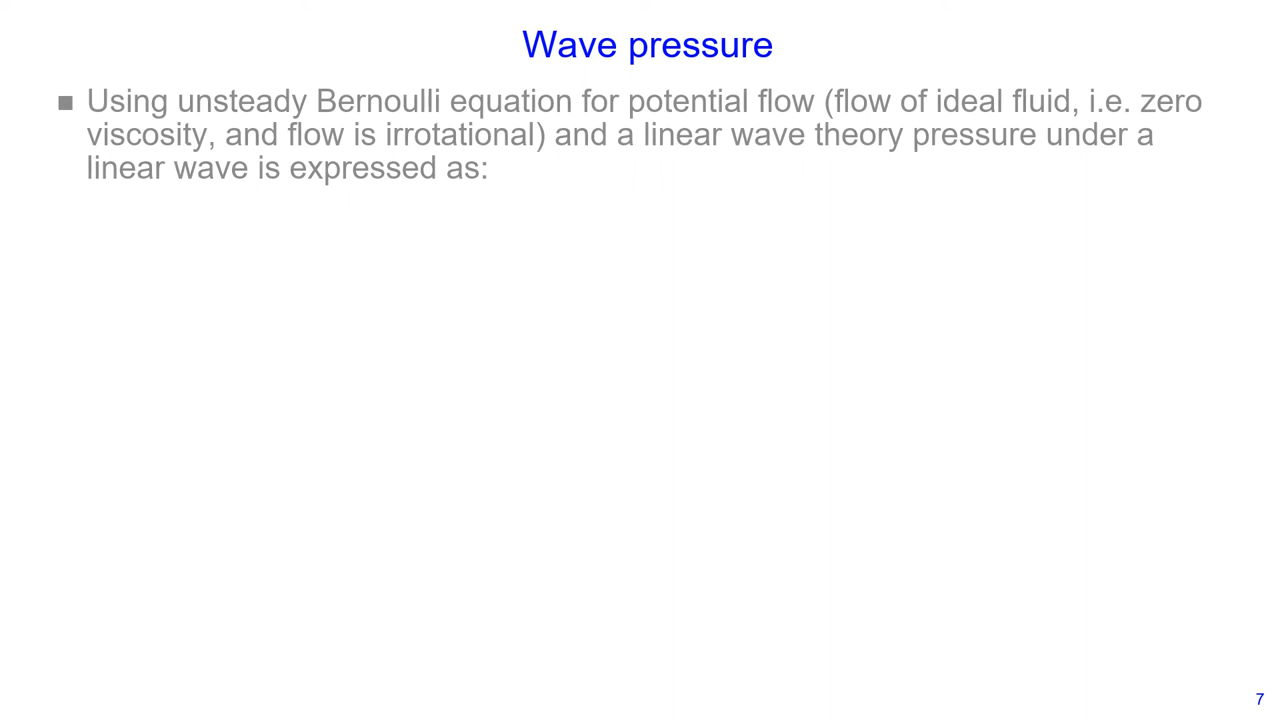 Wave pressure
Using unsteady Bernoulli equation for potential flow (flow of ideal fluid, i.e. zero
viscosity, and flow is irrotational) and a linear wave theory pressure under a
linear wave is expressed as:
7